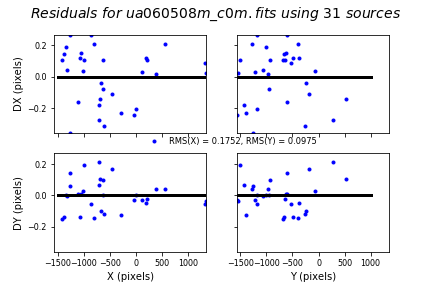 Residuals for ua060508m_c0m.fits using 31 sources
DX (pixels)
0.2
0.0
−0.2
RMS(X) = 0.1752, RMS(Y) = 0.0975
DY (pixels)
0.2
0.0
−0.2
−1500 −1000 −500 0 500 1000
−1500 −1000 −500 0 500 1000
X (pixels)
Y (pixels)